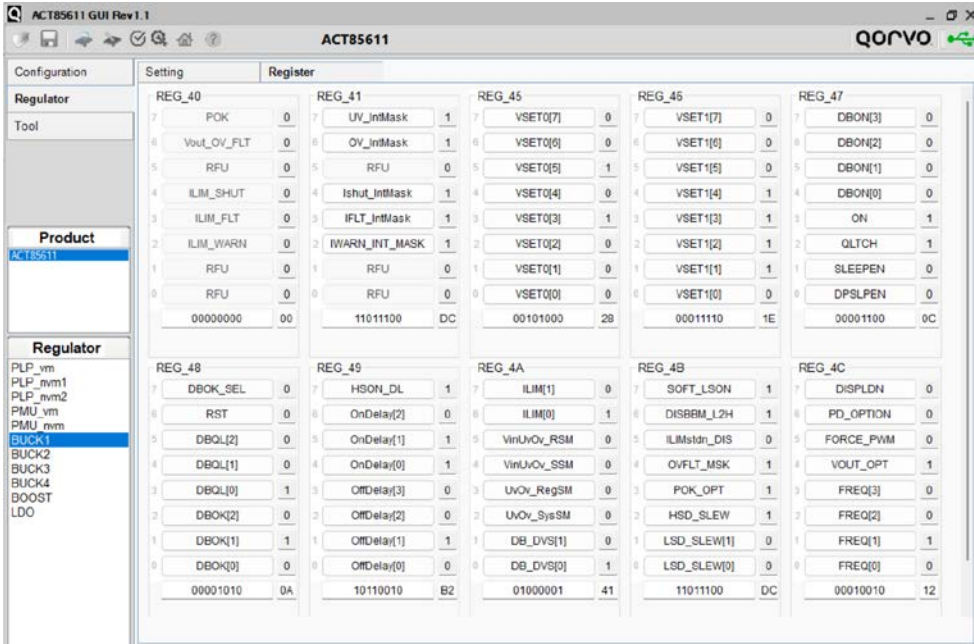 ACT85611 GUI Rev1.1
ACT85611
QORVO
Configuration
Regulator
Tool
Product
ACT85611
Regulator
PLP_vm
PLP_nvm1
PLP_nvm2
PMU_vm
PMU_nvm
BUCK1
BUCK2
BUCK3
BUCK4
BOOST
LDO
Setting Register
REG_40
7 POK 0
6 Vout_OV_FLT 0
5 RFU 0
4 ILIM_SHUT 0
3 ILIM_FLT 0
2 ILIM_WARN 0
1 RFU 0
0 RFU 0
00000000 00
REG_41
7 UV_IntMask 1
6 OV_IntMask 1
5 RFU 0
4 Ishut_IntMask 1
3 IFLT_IntMask 1
2 IWARN_INT_MASK 1
1 RFU 0
0 RFU 0
11011100 DC
REG_45
7 VSET0[7] 0
6 VSET0[6] 0
5 VSET0[5] 1
4 VSET0[4] 0
3 VSET0[3] 1
2 VSET0[2] 0
1 VSET0[1] 0
0 VSET0[0] 0
00101000 28
REG_46
7 VSET1[7] 0
6 VSET1[6] 0
5 VSET1[5] 0
4 VSET1[4] 1
3 VSET1[3] 1
2 VSET1[2] 1
1 VSET1[1] 1
0 VSET1[0] 0
00011110 1E
REG_47
7 DBON[3] 0
6 DBON[2] 0
5 DBON[1] 0
4 DBON[0] 0
3 ON 1
2 QLTCH 1
1 SLEEPEN 0
0 DPSLPEN 0
00001100 0C
REG_48
7 DBOK_SEL 0
6 RST 0
5 DBQL[2] 0
4 DBQL[1] 0
3 DBQL[0] 1
2 DBOK[2] 0
1 DBOK[1] 1
0 DBOK[0] 0
00001010 0A
REG_49
7 HSON_DL 1
6 OnDelay[2] 0
5 OnDelay[1] 1
4 OnDelay[0] 1
3 OffDelay[3] 0
2 OffDelay[2] 0
1 OffDelay[1] 1
0 OffDelay[0] 0
10110010 B2
REG_4A
7 ILIM[1] 0
6 ILIM[0] 1
5 VinUvOv_RSM 0
4 VinUvOv_SSM 0
3 UvOv_RegSM 0
2 UvOv_SysSM 0
1 DB_DVS[1] 0
0 DB_DVS[0] 1
01000001 41
REG_4B
7 SOFT_LSON 1
6 DISBBM_L2H 1
5 ILIMstdn_DIS 0
4 OVFLT_MSK 1
3 POK_OPT 1
2 HSD_SLEW 1
1 LSD_SLEW[1] 0
0 LSD_SLEW[0] 0
11011100 DC
REG_4C
7 DISPLDN 0
6 PD_OPTION 0
5 FORCE_PWM 0
4 VOUT_OPT 1
3 FREQ[3] 0
2 FREQ[2] 0
1 FREQ[1] 1
0 FREQ[0] 0
00010010 12